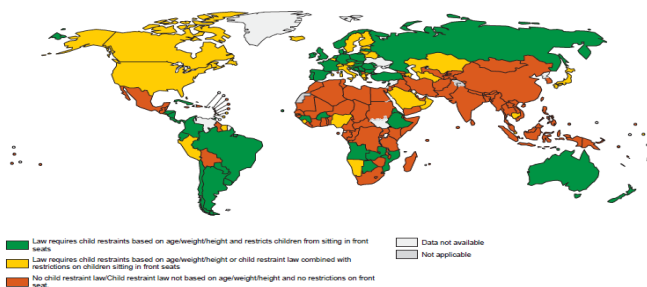 Law requires child restraints based on age/weight/height and restricts children from sitting in front
seats
Law requires child restraints based on age/weight/height or child restraint law combined with
restrictions on children sitting in front seats
No child restraint law/Child restraint law not based on age/weight/height and no restrictions on front
seat
Data not available
Not applicable